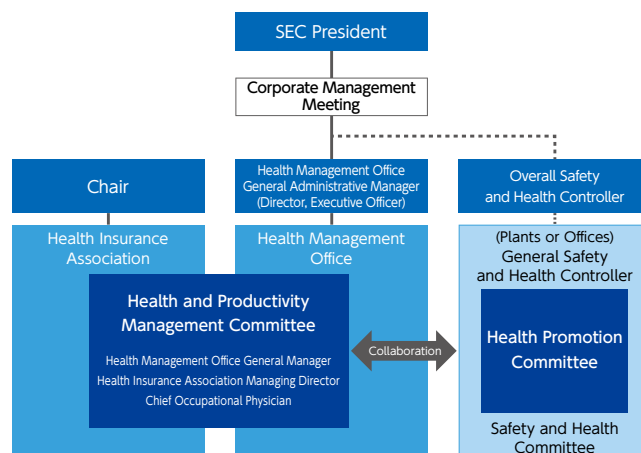 SEC President
Corporate Management
Meeting
Chair
Health Management Office
General Administrative Manager
(Director, Executive Officer)
Overall Safety
and Health Controller
Health Insurance
Association
Health Management
Office
(Plants or Offices)
General Safety
and Health Controller
Health and Productivity
Management Committee
Health Management Office General Manager
Health Insurance Association Managing Director
Chief Occupational Physician
Collaboration
Health Promotion
Committee
Safety and Health
Committee